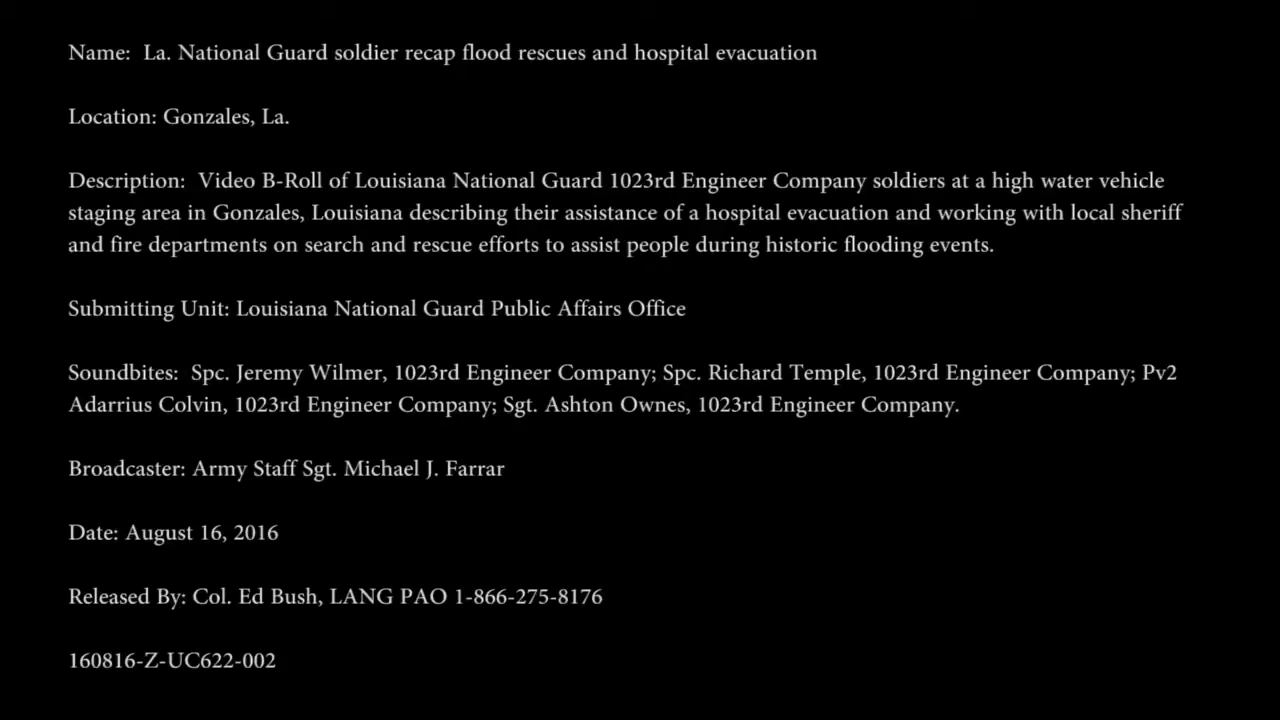 Name:  La. National Guard soldier recap flood rescues and hospital evacuation
Location: Gonzales, La.
Description:  Video B-Roll of Louisiana National Guard 1023rd Engineer Company soldiers at a high water vehicle
staging area in Gonzales, Louisiana describing their assistance of a hospital evacuation and working with local sheriff
and fire departments on search and rescue efforts to assist people during historic flooding events.
Submitting Unit: Louisiana National Guard Public Affairs Office
Soundbites:  Spc. Jeremy Wilmer, 1023rd Engineer Company; Spc. Richard Temple, 1023rd Engineer Company; Pv2
Adarrius Colvin, 1023rd Engineer Company; Sgt. Ashton Ownes, 1023rd Engineer Company.
Broadcaster: Army Staff Sgt. Michael J. Farrar
Date: August 16, 2016
Released By: Col. Ed Bush, LANG PAO 1-866-275-8176
160816-Z-UC622-002